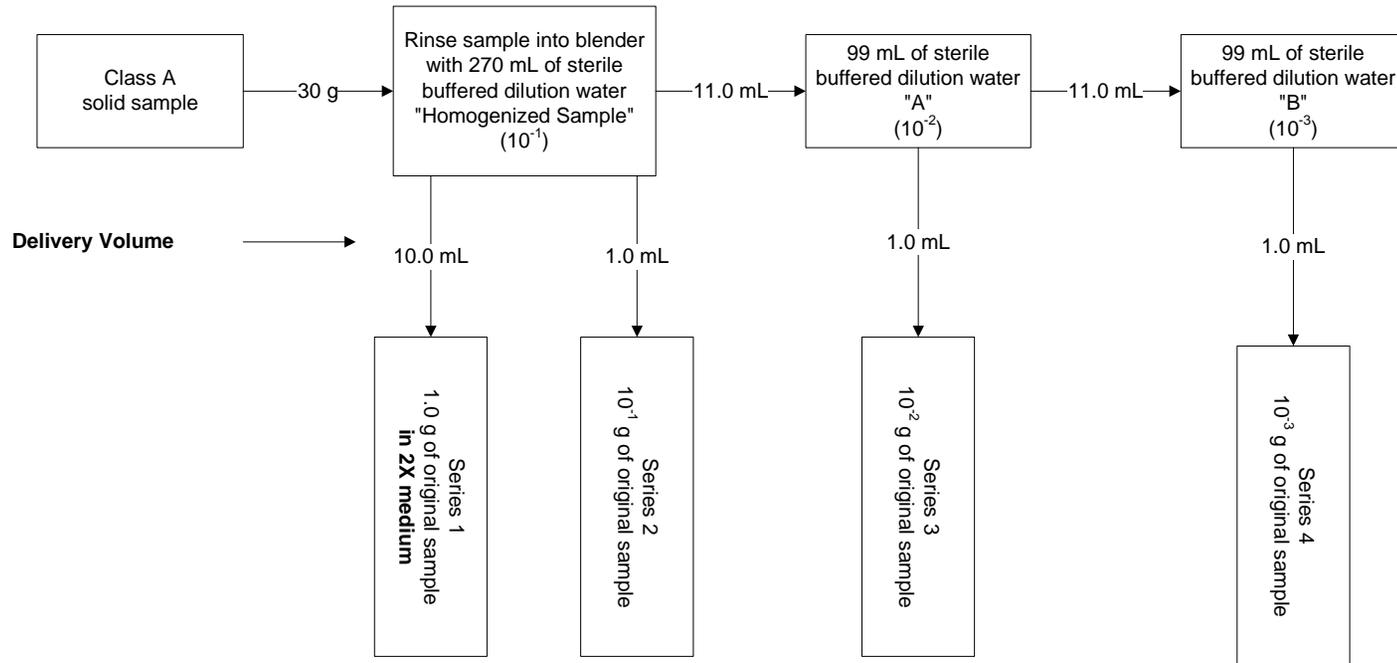 Class A
solid sample
30 g
Rinse sample into blender
with 270 mL of sterile
buffered dilution water
"Homogenized Sample"
(10⁻¹)
11.0 mL
99 mL of sterile
buffered dilution water
"A"
(10⁻²)
11.0 mL
99 mL of sterile
buffered dilution water
"B"
(10⁻³)
Delivery Volume
10.0 mL
1.0 mL
1.0 mL
1.0 mL
Series 1
1.0 g of original sample
in 2X medium
Series 2
10⁻¹ g of original sample
Series 3
10⁻² g of original sample
Series 4
10⁻³ g of original sample